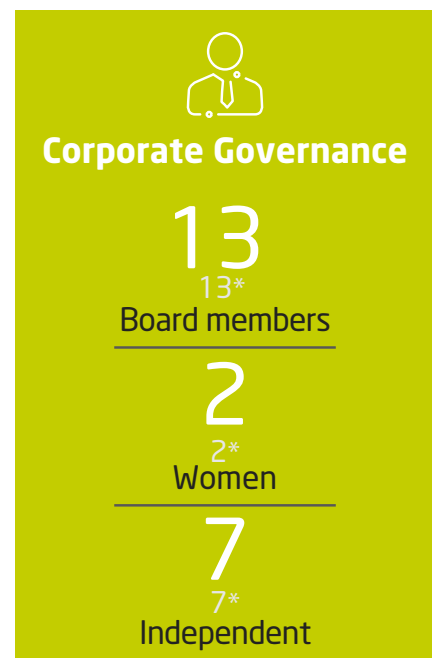 Corporate Governance
13
13*
Board members
2
2*
Women
7
7*
Independent